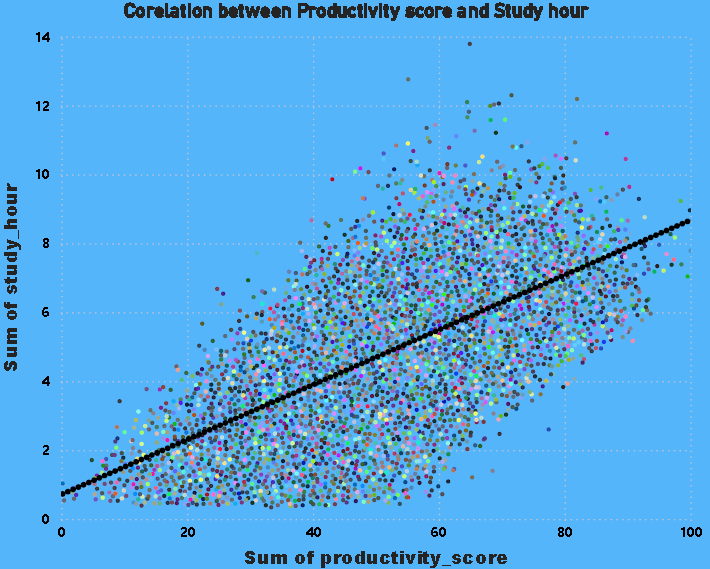 Corelation between Productivity score and Study hour
14
12
10
8
6
4
2
0
Sum of study_hour
0 20 40 60 80 100
Sum of productivity_score